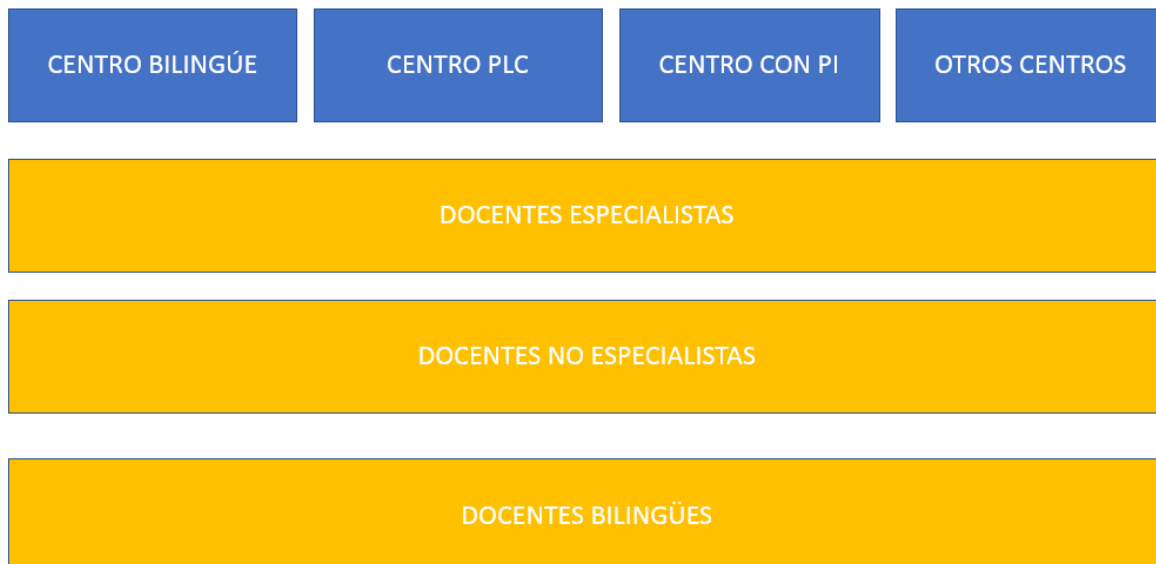 CENTRO BILINGÚE
CENTRO PLC
CENTRO CON PI
OTROS CENTROS
DOCENTES ESPECIALISTAS
DOCENTES NO ESPECIALISTAS
DOCENTES BILINGÜES